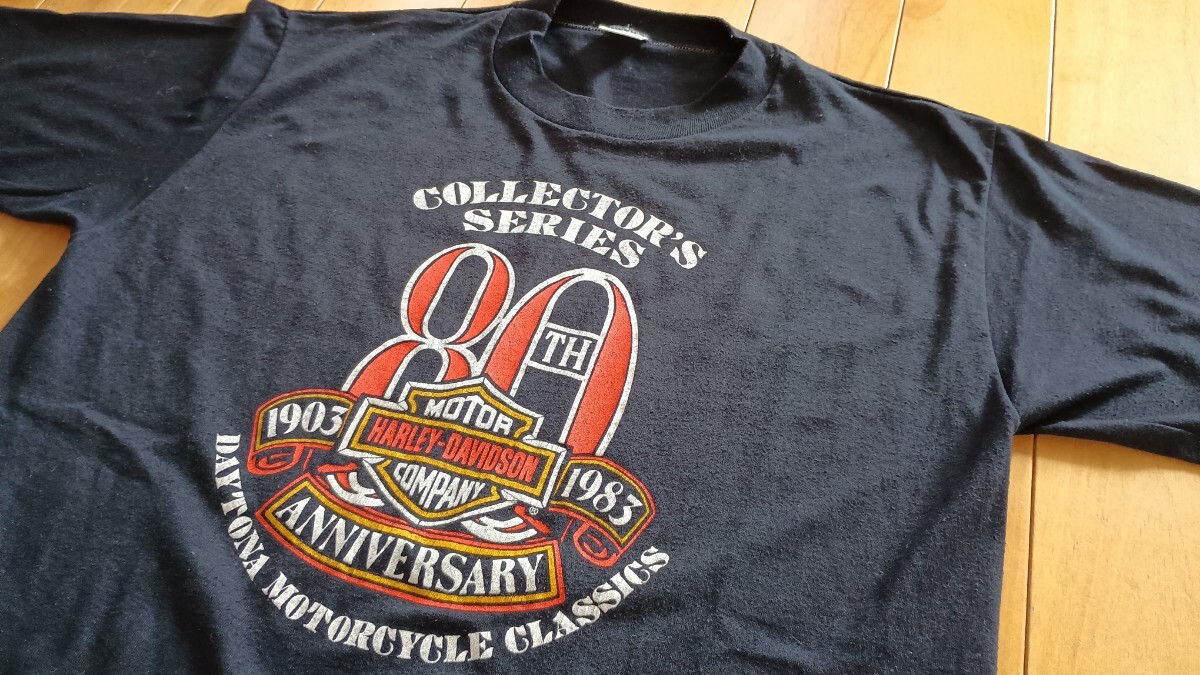 COLLECTOR'S
SERIES
80TH
1903
MOTOR
HARLEY-DAVIDSON
COMPANY
®
1983
ANNIVERSARY
DAYTONA MOTORCYCLE CLASSICS